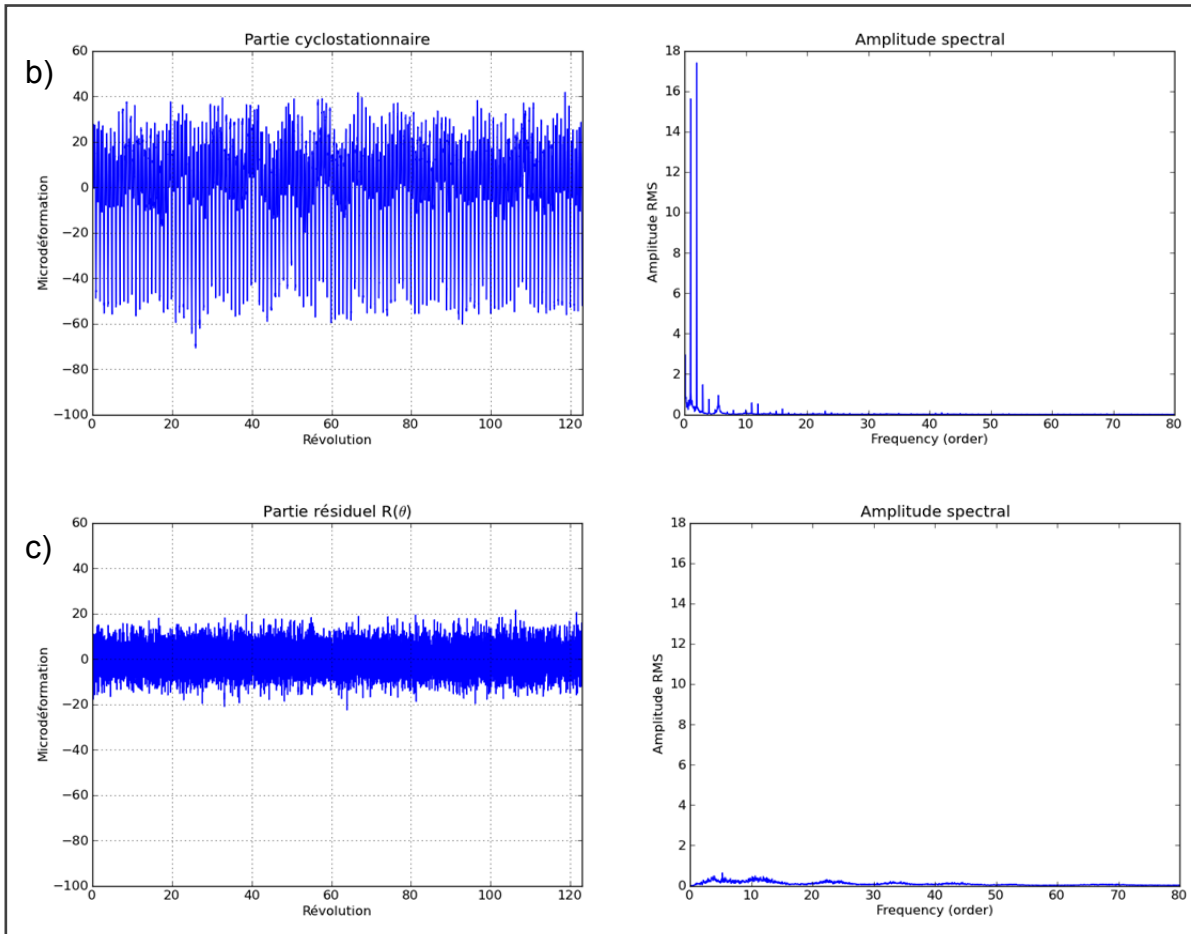 b)
Partie cyclostationnaire
60
40
20
0
−20
−40
−60
−80
−100
Microdéformation
0 20 40 60 80 100 120
Révolution
Amplitude spectral
18
16
14
12
10
8
6
4
2
0
Amplitude RMS
0 10 20 30 40 50 60 70 80
Frequency (order)
c)
Partie résiduel R(θ)
60
40
20
0
−20
−40
−60
−80
−100
Microdéformation
0 20 40 60 80 100 120
Révolution
Amplitude spectral
18
16
14
12
10
8
6
4
2
0
Amplitude RMS
0 10 20 30 40 50 60 70 80
Frequency (order)